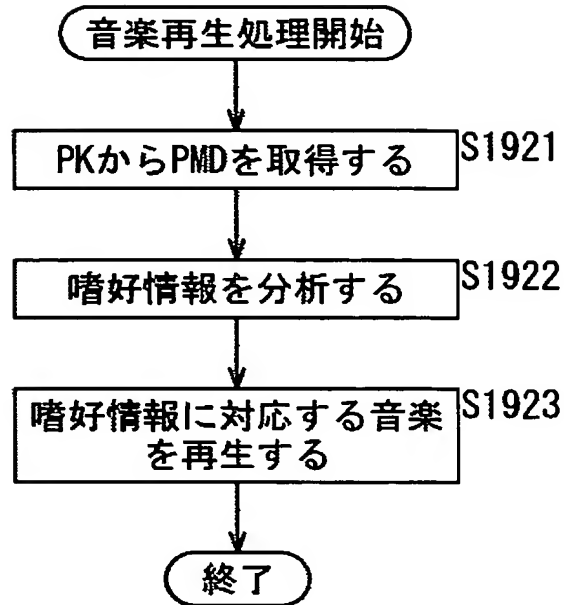 音楽再生処理開始
PKからPMDを取得する
S1921
嗜好情報を分析する
S1922
嗜好情報に対応する音楽
を再生する
S1923
終了